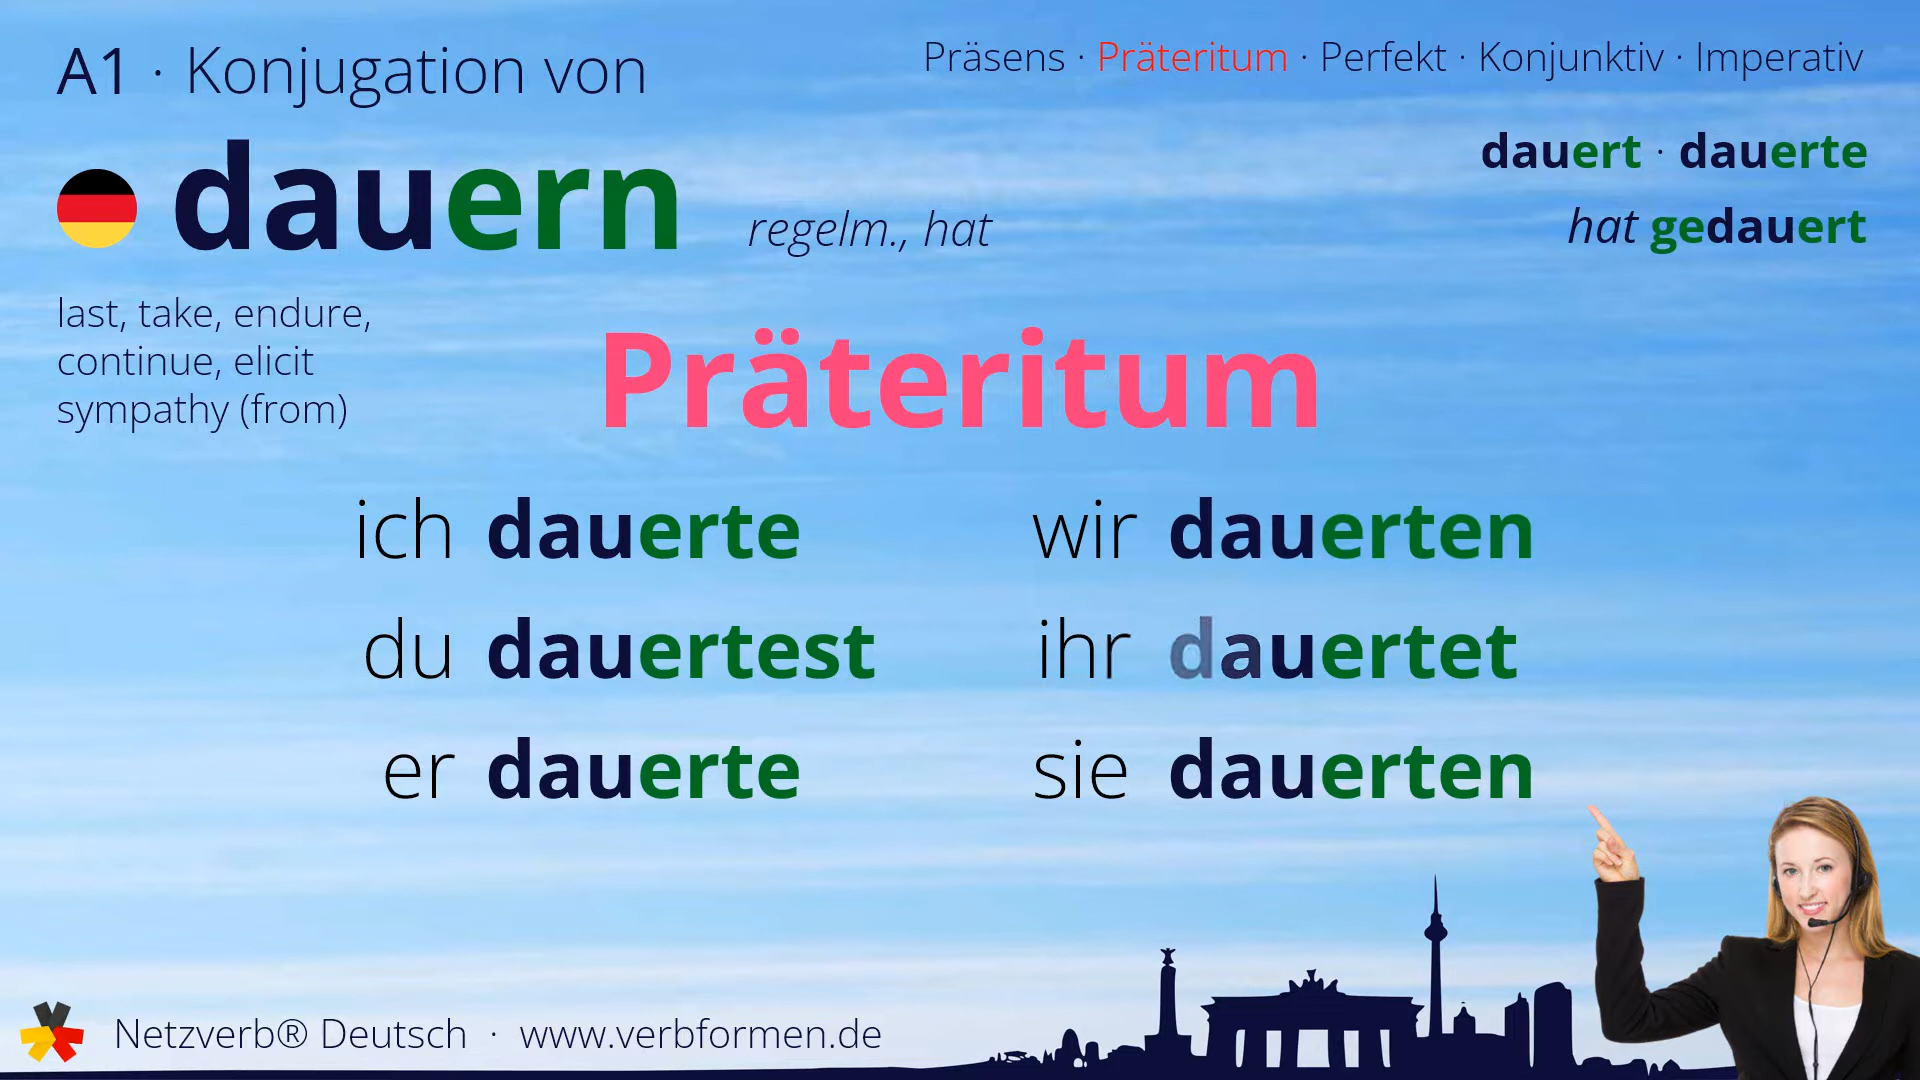 A1 · Konjugation von
Präsens · Präteritum · Perfekt · Konjunktiv · Imperativ
dauern regelm., hat
dauert · dauerte
hat gedauert
last, take, endure,
continue, elicit
sympathy (from)
Präteritum
ich dauerte
du dauertest
er dauerte
wir dauerten
ihr dauertet
sie dauerten
Netzverb® Deutsch · www.verbformen.de